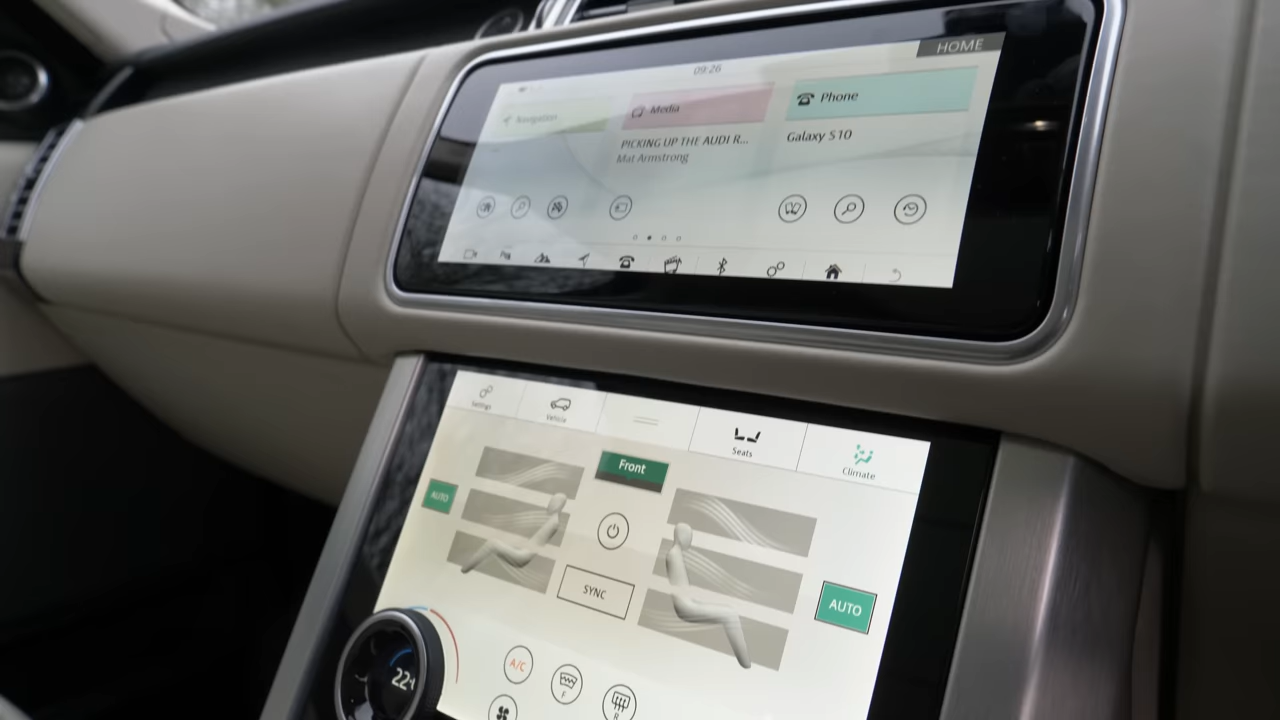 HOME
09:26
Navigation
Media
Phone
PICKING UP THE AUDI R...
Mat Armstrong
Galaxy S10
Settings
Vehicle
Seats
Climate
Front
AUTO
SYNC
AUTO
A/C
F
R